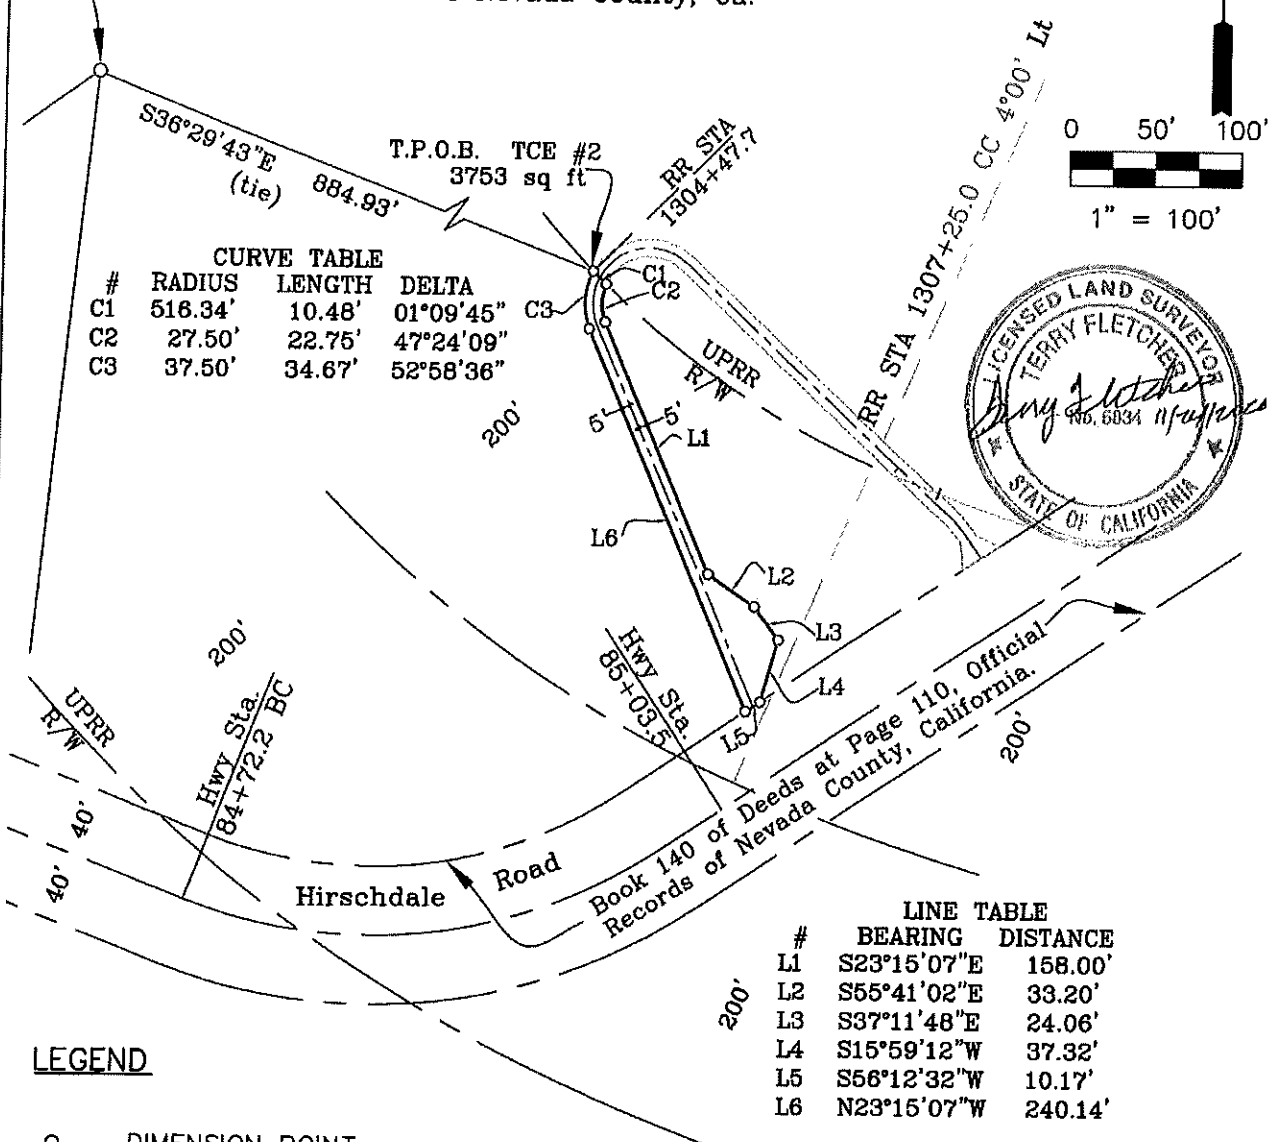 Nevada County, Ca.
S36°29'43"E 884.93'
(tie)
T.P.O.B. TCE #2
3753 sq ft
RR STA
1304+47.7
RR STA 1307+25.0 CC 4°00' Lt
0 50' 100'
1" = 100'
CURVE TABLE
# RADIUS LENGTH DELTA
C1 516.34' 10.48' 01°09'45"
C2 27.50' 22.75' 47°24'09"
C3 37.50' 34.67' 52°58'36"
C1
C2
C3
UPRR
R/W
LICENSED LAND SURVEYOR
TERRY FLETCHER
Terry Fletcher
No. 6034
STATE OF CALIFORNIA
200'
5'
5'
L1
L6
L2
L3
L4
L5
Hwy Sta.
85+03.5
200'
UPRR
R/W
Hwy Sta.
84+72.2 BC
40'
40'
Hirschdale Road
Book 140 of Deeds at Page 110, Official
Records of Nevada County, California.
200'
200'
LINE TABLE
# BEARING DISTANCE
L1 S23°15'07"E 158.00'
L2 S55°41'02"E 33.20'
L3 S37°11'48"E 24.06'
L4 S15°59'12"W 37.32'
L5 S56°12'32"W 10.17'
L6 N23°15'07"W 240.14'
LEGEND
DIMENSION POINT